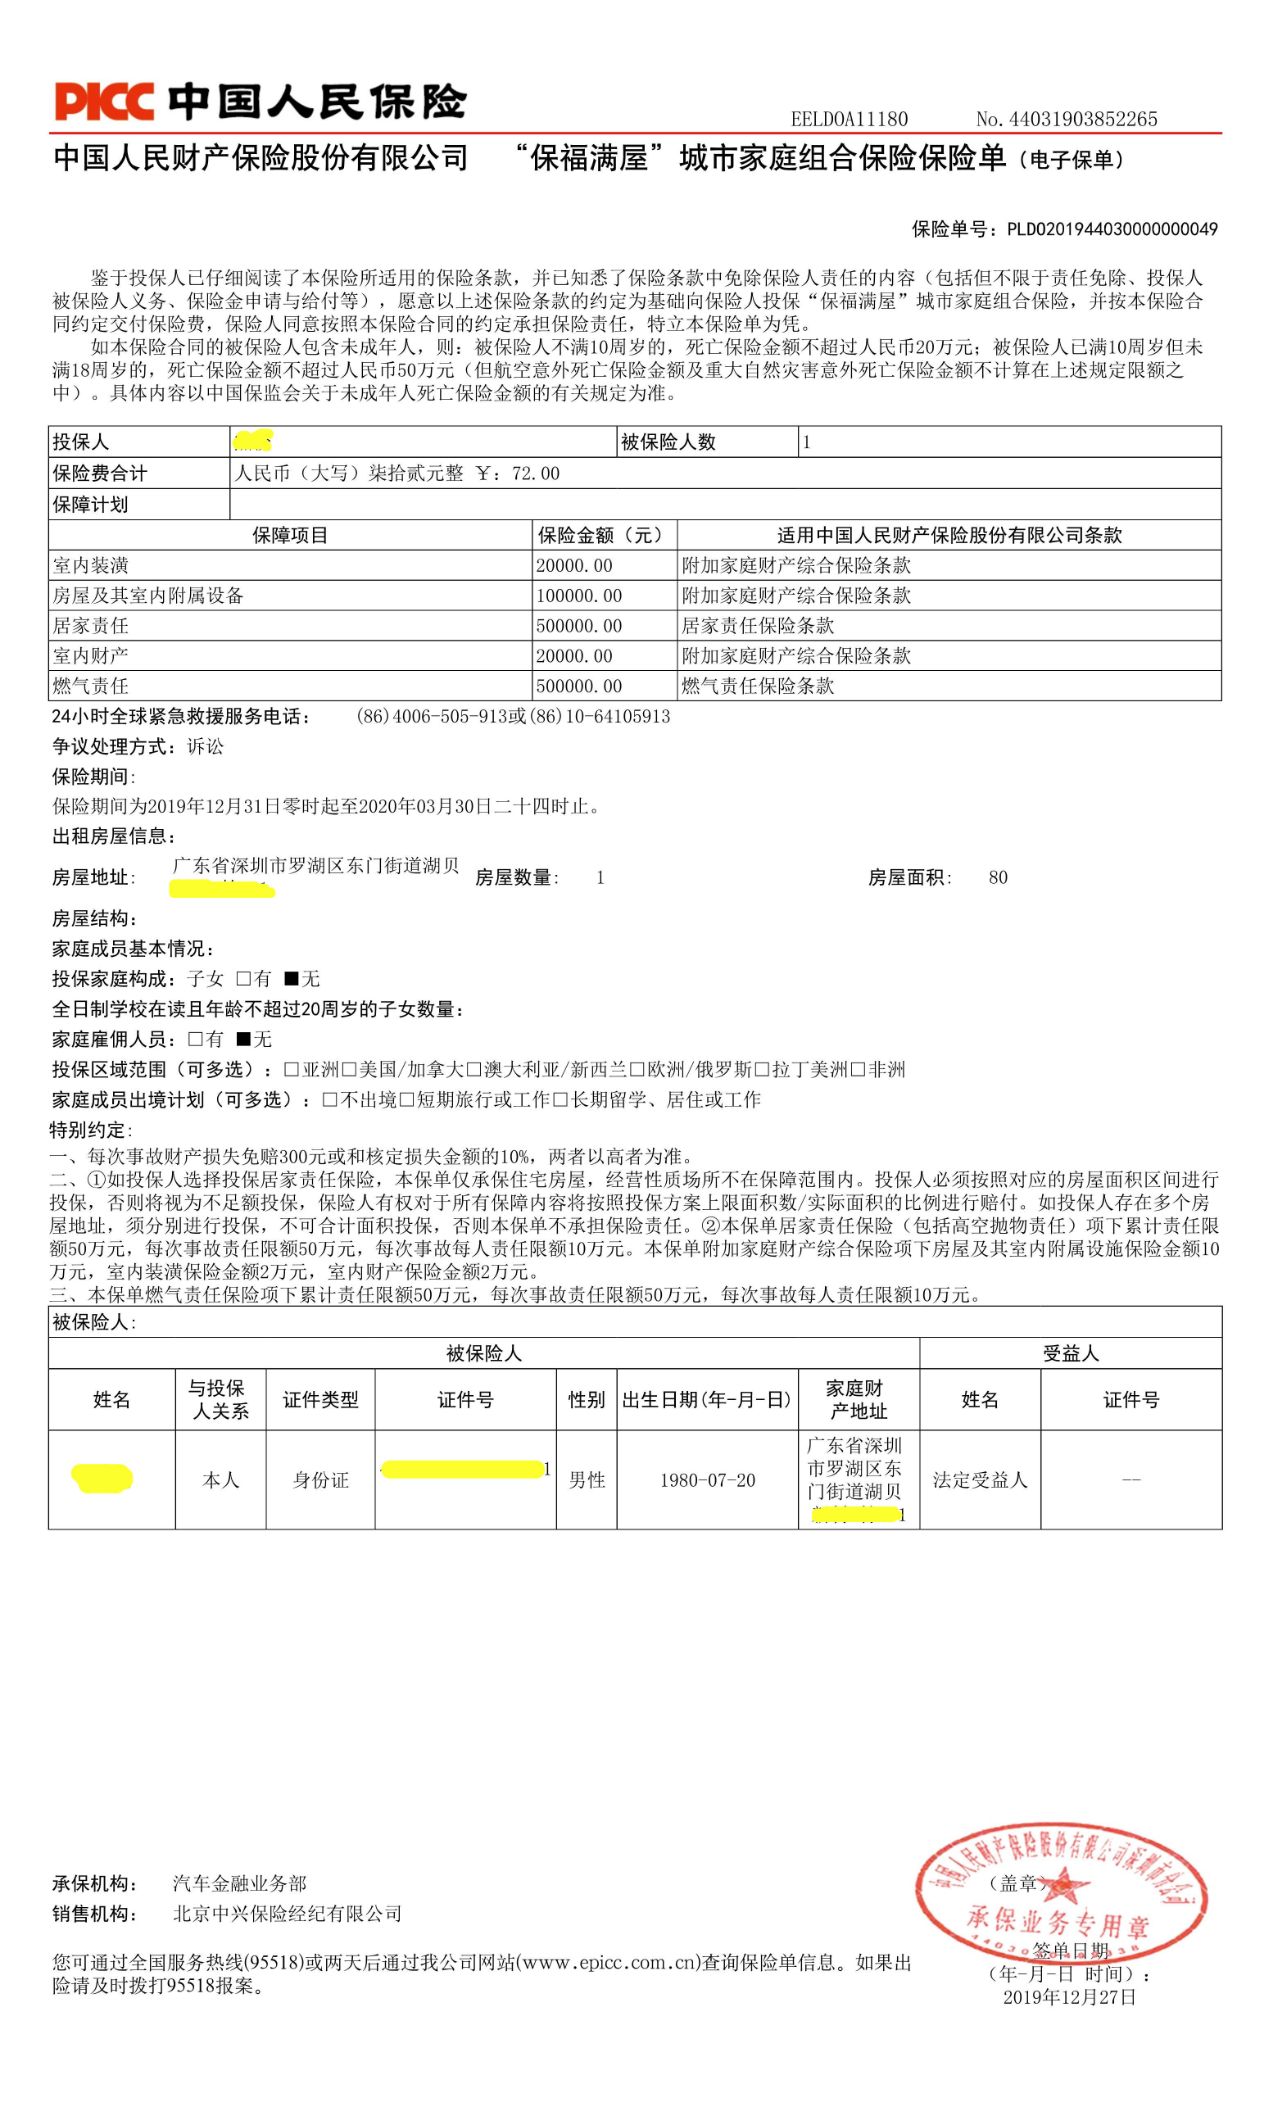 PICC 中国人民保险
EELDOA11180 No.44031903852265
中国人民财产保险股份有限公司 “保福满屋”城市家庭组合保险保险单（电子保单）
保险单号：PLDO201944030000000049
鉴于投保人已仔细阅读了本保险所适用的保险条款，并已知悉了保险条款中免除保险人责任的内容（包括但不限于责任免除、投保人
被保险人义务、保险金申请与给付等），愿意以上述保险条款的约定为基础向保险人投保“保福满屋”城市家庭组合保险，并按本保险合
同约定交付保险费，保险人同意按照本保险合同的约定承担保险责任，特立本保险单为凭。
如本保险合同的被保险人包含未成年人，则：被保险人不满10周岁的，死亡保险金额不超过人民币20万元；被保险人已满10周岁但未
满18周岁的，死亡保险金额不超过人民币50万元（但航空意外死亡保险金额及重大自然灾害意外死亡保险金额不计算在上述规定限额之
中）。具体内容以中国保监会关于未成年人死亡保险金额的有关规定为准。
投保人 被保险人数 1
保险费合计 人民币（大写）柒拾贰元整 ￥：72.00
保障计划
保障项目 保险金额（元） 适用中国人民财产保险股份有限公司条款
室内装潢 20000.00 附加家庭财产综合保险条款
房屋及其室内附属设备 100000.00 附加家庭财产综合保险条款
居家责任 500000.00 居家责任保险条款
室内财产 20000.00 附加家庭财产综合保险条款
燃气责任 500000.00 燃气责任保险条款
24小时全球紧急救援服务电话： (86)4006-505-913或(86)10-64105913
争议处理方式：诉讼
保险期间：
保险期间为2019年12月31日零时起至2020年03月30日二十四时止。
出租房屋信息：
房屋地址： 广东省深圳市罗湖区东门街道湖贝 房屋数量： 1 房屋面积： 80
房屋结构：
家庭成员基本情况：
投保家庭构成：子女 □有 ■无
全日制学校在读且年龄不超过20周岁的子女数量：
家庭雇佣人员：□有 ■无
投保区域范围（可多选）：□亚洲□美国/加拿大□澳大利亚/新西兰□欧洲/俄罗斯□拉丁美洲□非洲
家庭成员出境计划（可多选）：□不出境□短期旅行或工作□长期留学、居住或工作
特别约定：
一、每次事故财产损失免赔300元或和核定损失金额的10%，两者以高者为准。
二、①如投保人选择投保居家责任保险，本保单仅承保住宅房屋，经营性质场所不在保障范围内。投保人必须按照对应的房屋面积区间进行
投保，否则将视为不足额投保，保险人有权对于所有保障内容将按照投保方案上限面积数/实际面积的比例进行赔付。如投保人存在多个房
屋地址，须分别进行投保，不可合计面积投保，否则本保单不承担保险责任。②本保单居家责任保险（包括高空抛物责任）项下累计责任限
额50万元，每次事故责任限额50万元，每次事故每人责任限额10万元。本保单附加家庭财产综合保险项下房屋及其室内附属设施保险金额10
万元，室内装潢保险金额2万元，室内财产保险金额2万元。
三、本保单燃气责任保险项下累计责任限额50万元，每次事故责任限额50万元，每次事故每人责任限额10万元。
被保险人：
被保险人 受益人
姓名 与投保人关系 证件类型 证件号 性别 出生日期(年-月-日) 家庭财产地址 姓名 证件号
本人 身份证 1 男性 1980-07-20 广东省深圳市罗湖区东门街道湖贝 1 法定受益人 --
承保机构： 汽车金融业务部 （盖章）
销售机构： 北京中兴保险经纪有限公司
中国人民财产保险股份有限公司深圳市分公司
承保业务专用章
签单日期
您可通过全国服务热线(95518)或两天后通过我公司网站(www.epicc.com.cn)查询保险单信息。如果出
险请及时拨打95518报案。
（年-月-日 时间）：
2019年12月27日